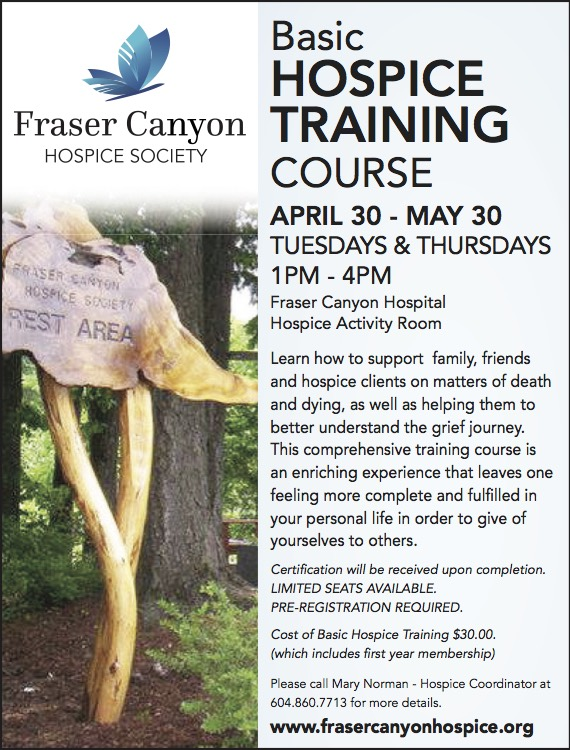 Fraser Canyon
HOSPICE SOCIETY
FRASER CANYON
HOSPICE SOCIETY
REST AREA
Basic
HOSPICE
TRAINING
COURSE
APRIL 30 - MAY 30
TUESDAYS & THURSDAYS
1PM - 4PM
Fraser Canyon Hospital
Hospice Activity Room
Learn how to support family, friends
and hospice clients on matters of death
and dying, as well as helping them to
better understand the grief journey.
This comprehensive training course is
an enriching experience that leaves one
feeling more complete and fulfilled in
your personal life in order to give of
yourselves to others.
Certification will be received upon completion.
LIMITED SEATS AVAILABLE.
PRE-REGISTRATION REQUIRED.
Cost of Basic Hospice Training $30.00.
(which includes first year membership)
Please call Mary Norman - Hospice Coordinator at
604.860.7713 for more details.
www.frasercanyonhospice.org